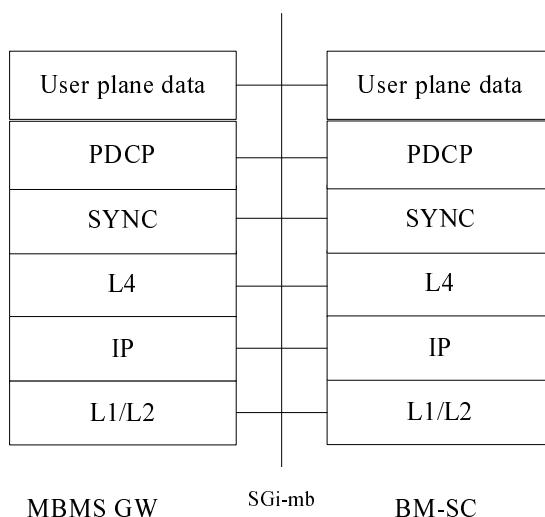 User plane data User plane data
PDCP PDCP
SYNC SYNC
L4 L4
IP IP
L1/L2 L1/L2
MBMS GW SGi-mb BM-SC